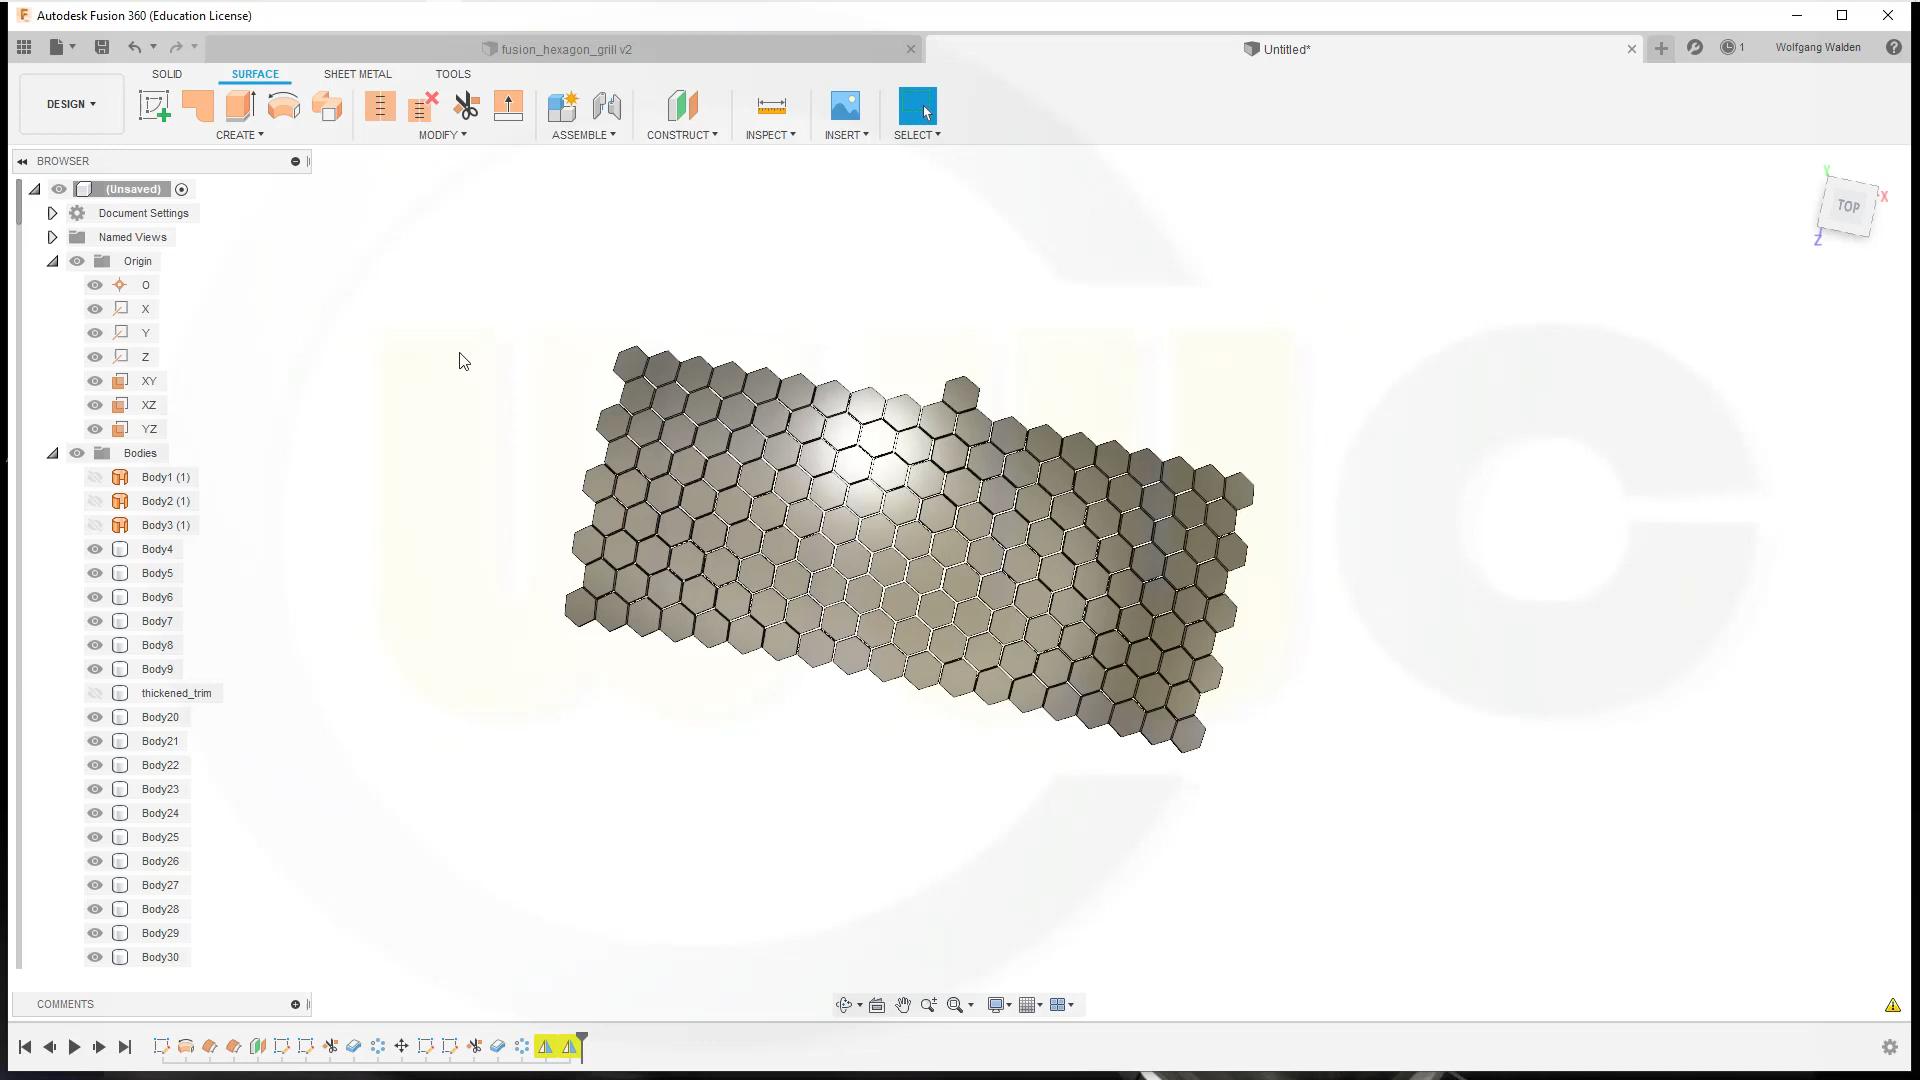 Autodesk Fusion 360 (Education License)
fusion_hexagon_grill v2
Untitled*
1
Wolfgang Walden
SOLID
SURFACE
SHEET METAL
TOOLS
DESIGN
CREATE
MODIFY
ASSEMBLE
CONSTRUCT
INSPECT
INSERT
SELECT
BROWSER
(Unsaved)
Document Settings
Named Views
Origin
O
X
Y
Z
XY
XZ
YZ
Bodies
Body1 (1)
Body2 (1)
Body3 (1)
Body4
Body5
Body6
Body7
Body8
Body9
thickened_trim
Body20
Body21
Body22
Body23
Body24
Body25
Body26
Body27
Body28
Body29
Body30
Y
X
TOP
Z
COMMENTS